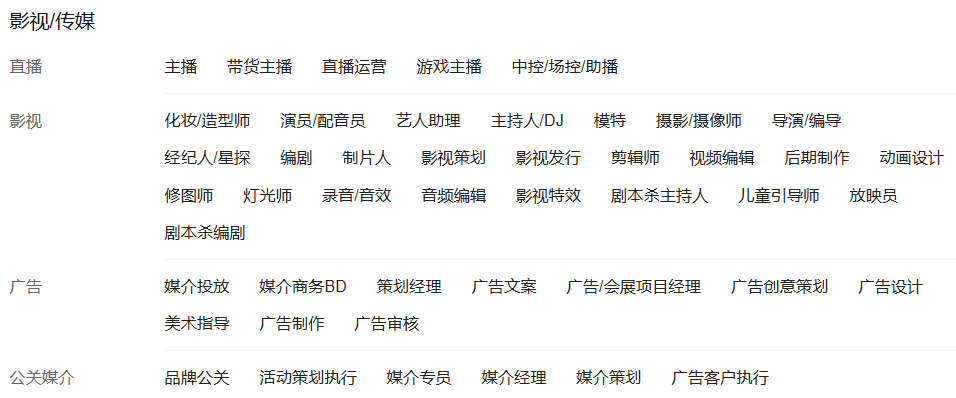 影视/传媒
直播 主播 带货主播 直播运营 游戏主播 中控/场控/助播
影视 化妆/造型师 演员/配音员 艺人助理 主持人/DJ 模特 摄影/摄像师 导演/编导
经纪人/星探 编剧 制片人 影视策划 影视发行 剪辑师 视频编辑 后期制作 动画设计
修图师 灯光师 录音/音效 音频编辑 影视特效 剧本杀主持人 儿童引导师 放映员
剧本杀编剧
广告 媒介投放 媒介商务BD 策划经理 广告文案 广告/会展项目经理 广告创意策划 广告设计
美术指导 广告制作 广告审核
公关媒介 品牌公关 活动策划执行 媒介专员 媒介经理 媒介策划 广告客户执行